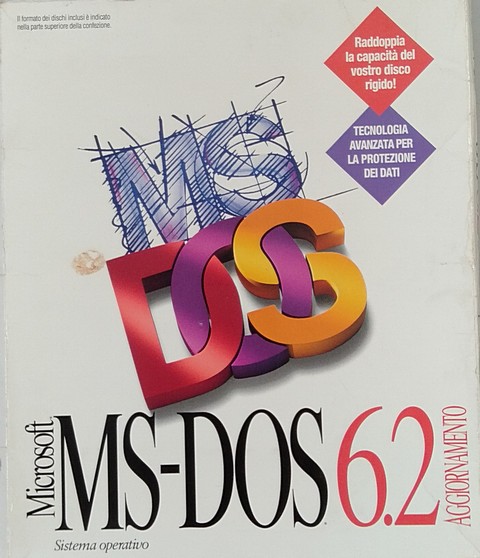 Il formato dei dischi inclusi è indicato
nella parte superiore della confezione.
Raddoppia
la capacità del
vostro disco
rigido!
TECNOLOGIA
AVANZATA PER
LA PROTEZIONE
DEI DATI
MS
DOS
Microsoft
MS-DOS 6.2
AGGIORNAMENTO
Sistema operativo